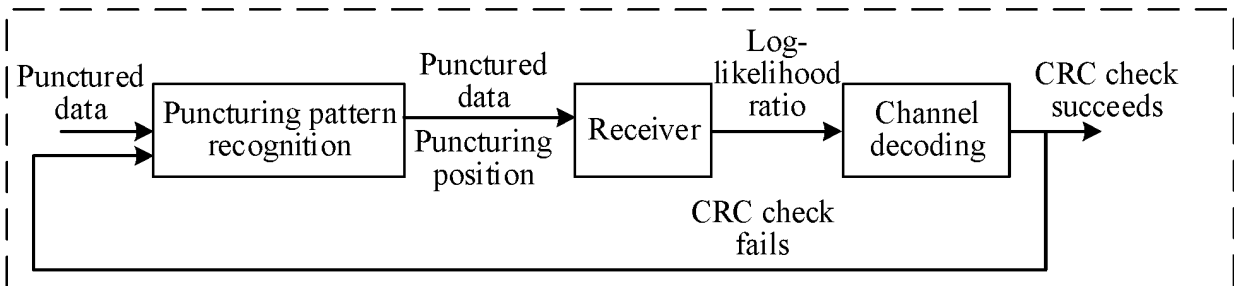 Punctured
data
Puncturing pattern
recognition
Punctured
data
Puncturing
position
Receiver
Log-
likelihood
ratio
Channel
decoding
CRC check
succeeds
CRC check
fails